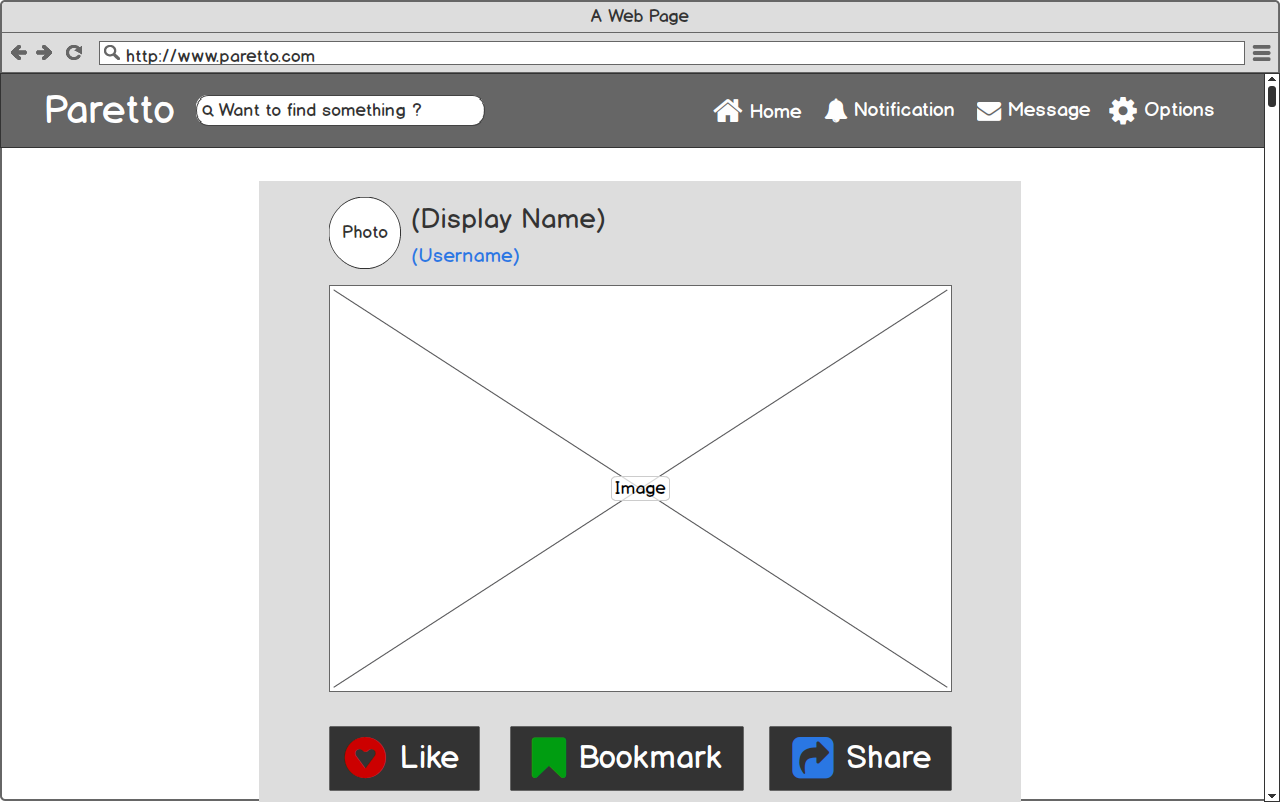 A Web Page
http://www.paretto.com
Paretto
Want to find something ?
Home
Notification
Message
Options
Photo
(Display Name)
(Username)
Image
Like
Bookmark
Share